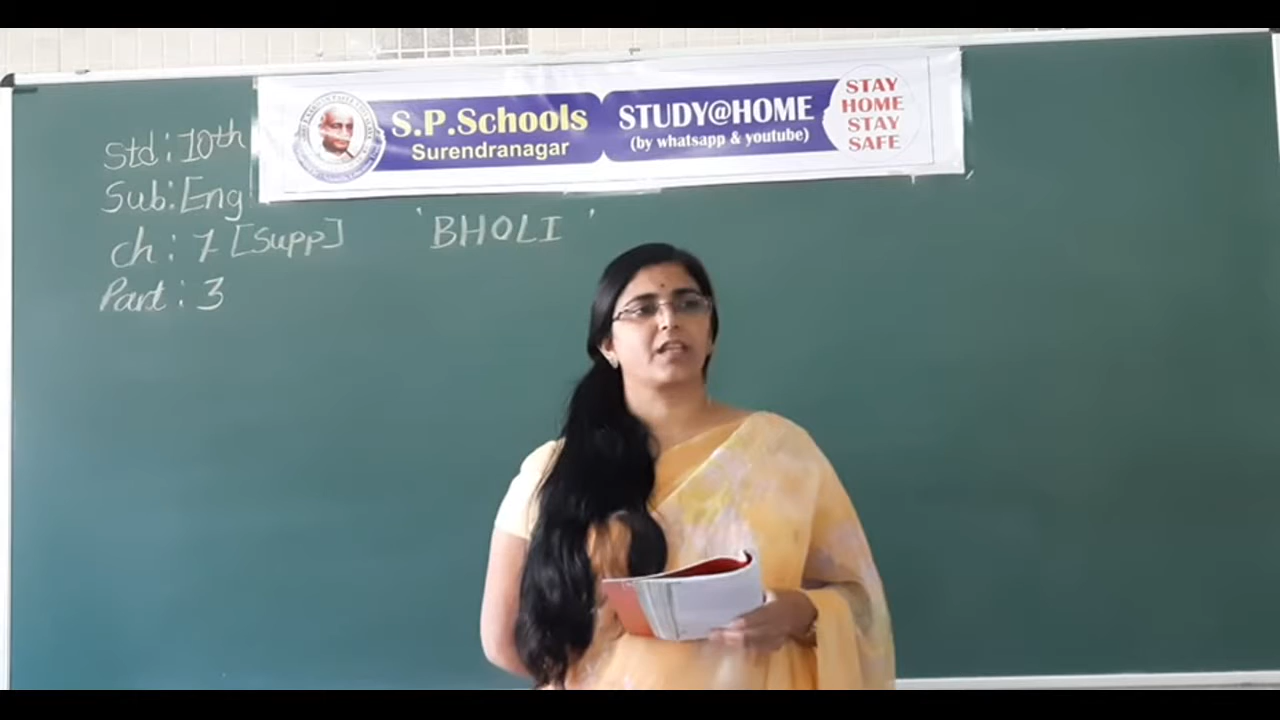 S.P.Schools
Surendranagar
STUDY@HOME
(by whatsapp & youtube)
STAY
HOME
STAY
SAFE
Std: 10th
Sub: Eng
ch: 7 [Supp]
'BHOLI'
Part: 3